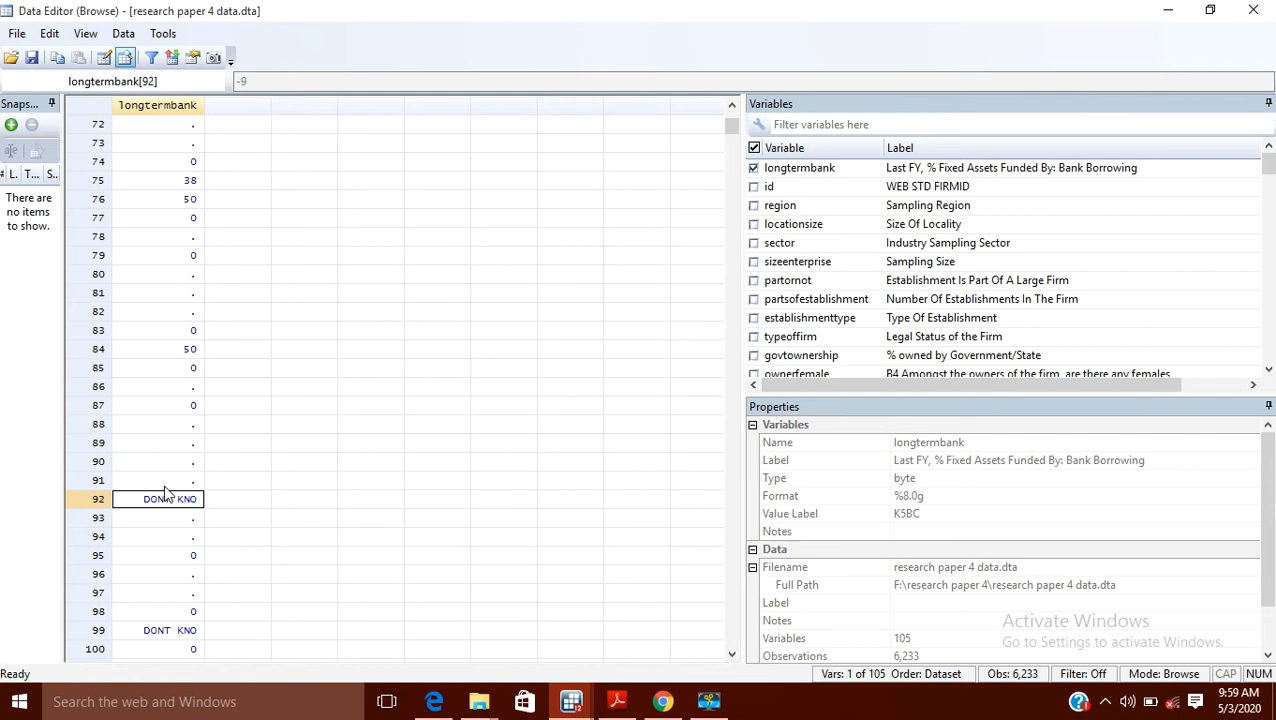 Data Editor (Browse) - [research paper 4 data.dta]
File Edit View Data Tools
longtermbank[92] -9
Snaps...
L. T... S..
There are
no items
to show.
longtermbank
72 .
73 .
74 0
75 38
76 50
77 0
78 .
79 0
80 .
81 .
82 .
83 0
84 50
85 0
86 .
87 0
88 .
89 .
90 .
91 .
92 DONT KNO
93 .
94 .
95 0
96 .
97 .
98 0
99 DONT KNO
100 0
Variables
Filter variables here
Variable Label
longtermbank Last FY, % Fixed Assets Funded By: Bank Borrowing
id WEB STD FIRMID
region Sampling Region
locationsize Size Of Locality
sector Industry Sampling Sector
sizeenterprise Sampling Size
partornot Establishment Is Part Of A Large Firm
partsofestablishment Number Of Establishments In The Firm
establishmenttype Type Of Establishment
typeoffirm Legal Status of the Firm
govtownership % owned by Government/State
ownerfemale B4 Amongst the owners of the firm, are there any females
Properties
Variables
Name longtermbank
Label Last FY, % Fixed Assets Funded By: Bank Borrowing
Type byte
Format %8.0g
Value Label K5BC
Notes
Data
Filename research paper 4 data.dta
Full Path F:\research paper 4\research paper 4 data.dta
Label
Notes
Variables 105
Observations 6,233
Activate Windows
Go to Settings to activate Windows.
Ready Vars: 1 of 105 Order: Dataset Obs: 6,233 Filter: Off Mode: Browse CAP NUM
Search the web and Windows
9:59 AM
5/3/2020